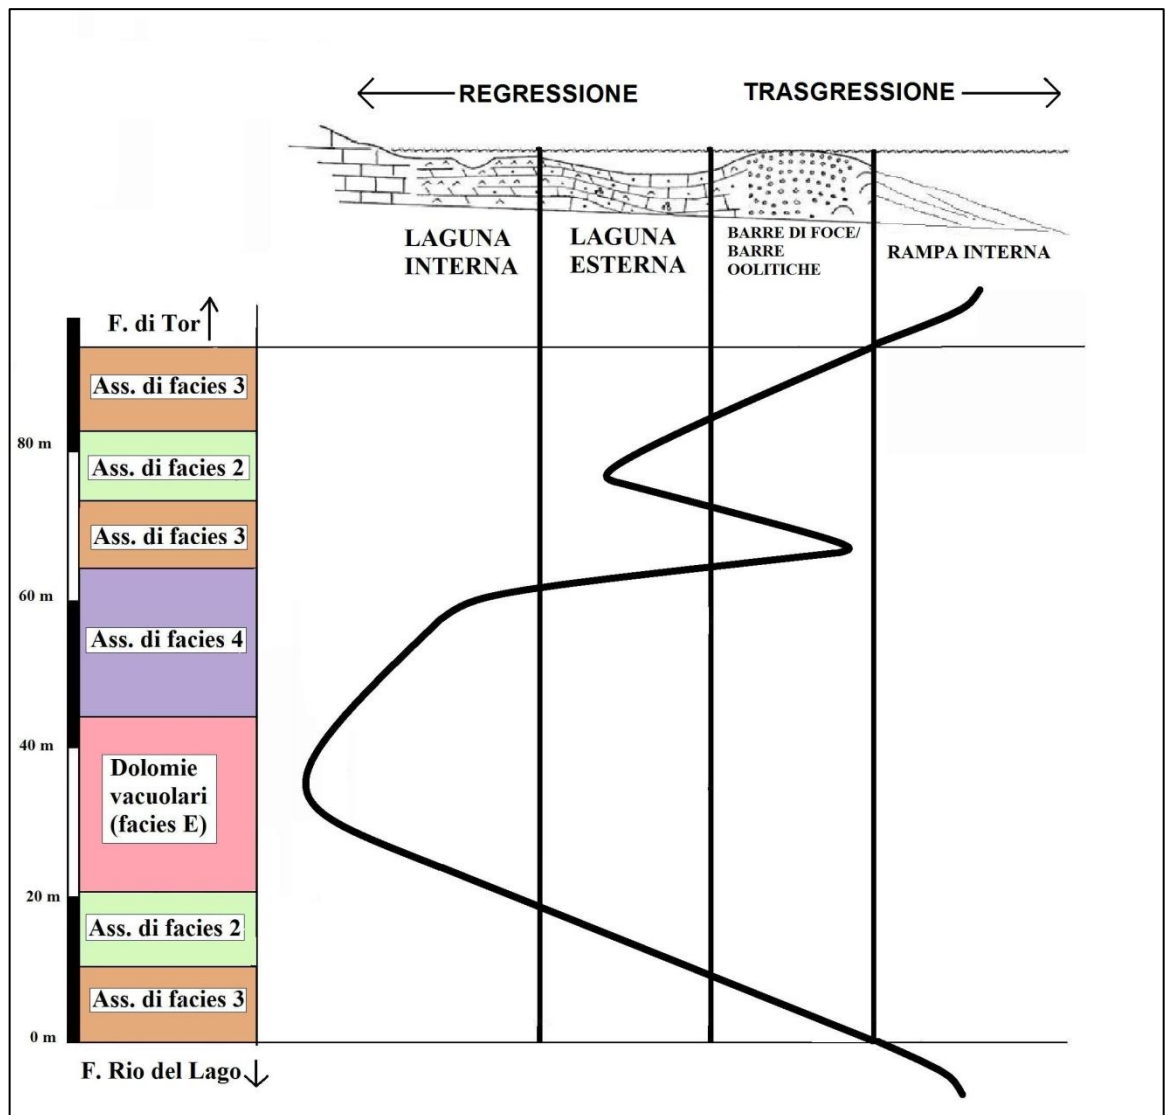 REGRESSIONE
TRASGRESSIONE
LAGUNA
INTERNA
LAGUNA
ESTERNA
BARRE DI FOCE/
BARRE
OOLITICHE
RAMPA INTERNA
F. di Tor
Ass. di facies 3
80 m
Ass. di facies 2
Ass. di facies 3
60 m
Ass. di facies 4
40 m
Dolomie
vacuolari
(facies E)
20 m
Ass. di facies 2
Ass. di facies 3
0 m
F. Rio del Lago